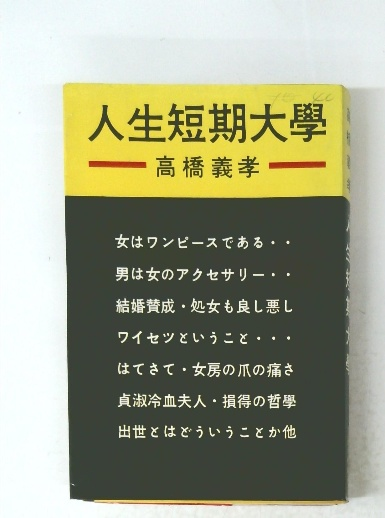 人生短期大學
高橋義孝
女はワンピースである・・
男は女のアクセサリー・・
結婚賛成・処女も良し悪し
ワイセツということ・・・
はてさて・女房の爪の痛さ
貞淑冷血夫人・損得の哲學
出世とはどういうことか他